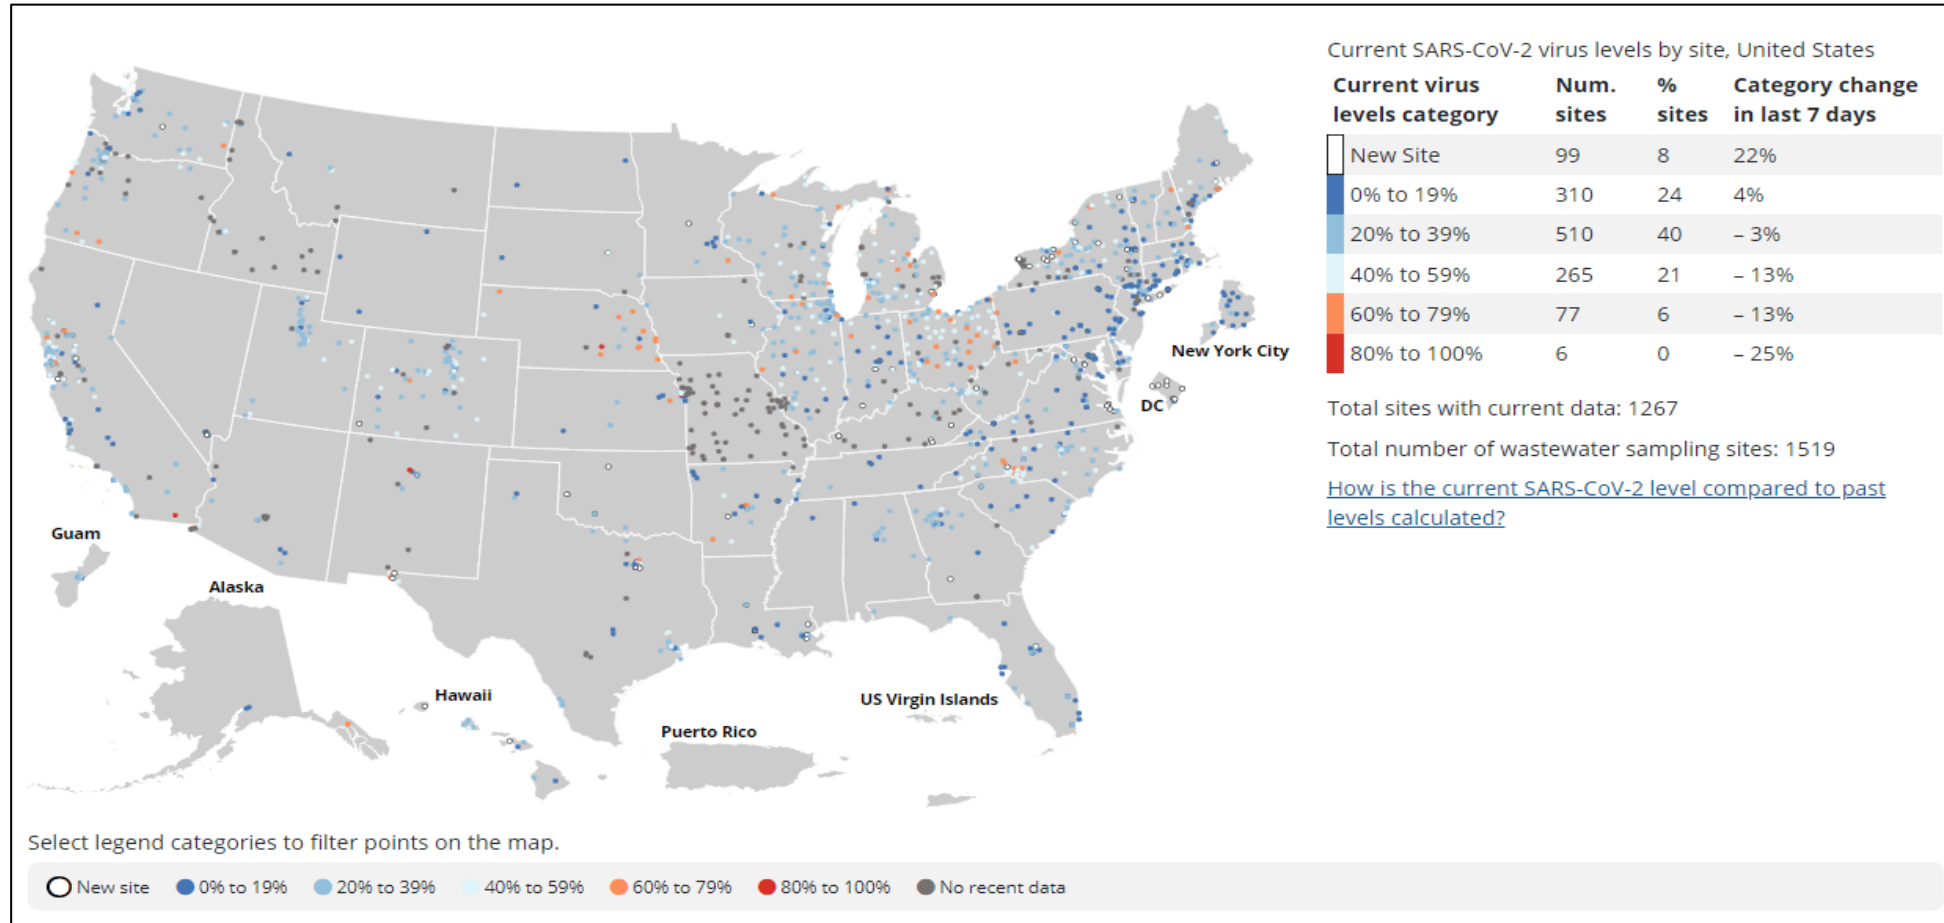 Current SARS-CoV-2 virus levels by site, United States
Current virus levels category Num. sites % sites Category change in last 7 days
New Site 99 8 22%
0% to 19% 310 24 4%
20% to 39% 510 40 – 3%
40% to 59% 265 21 – 13%
60% to 79% 77 6 – 13%
80% to 100% 6 0 – 25%
Total sites with current data: 1267
Total number of wastewater sampling sites: 1519
How is the current SARS-CoV-2 level compared to past
levels calculated?
New York City
DC
Guam
Alaska
Hawaii
US Virgin Islands
Puerto Rico
Select legend categories to filter points on the map.
New site 0% to 19% 20% to 39% 40% to 59% 60% to 79% 80% to 100% No recent data